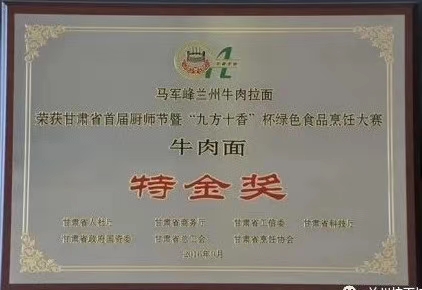 马军峰兰州牛肉拉面
荣获甘肃省首届厨师节暨“九方十香”杯绿色食品烹饪大赛
牛肉面
特金奖
甘肃省人社厅 甘肃省商务厅 甘肃省工信委 甘肃省科技厅
甘肃省政府国资委 甘肃省总工会 甘肃省烹饪协会